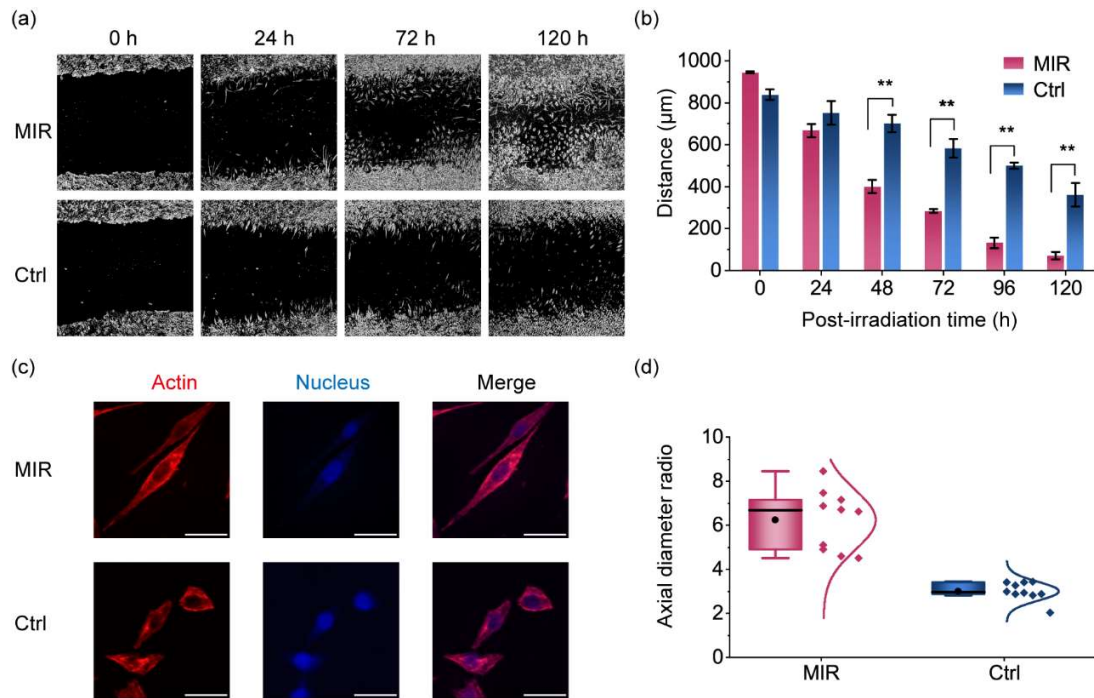 (a)
0 h 24 h 72 h 120 h
MIR
Ctrl
(b)
MIR
Ctrl
Distance (μm)
1000
800
600
400
200
0
** ** ** **
0 24 48 72 96 120
Post-irradiation time (h)
(c)
Actin Nucleus Merge
MIR
Ctrl
(d)
Axial diameter radio
10
8
6
4
2
0
MIR Ctrl